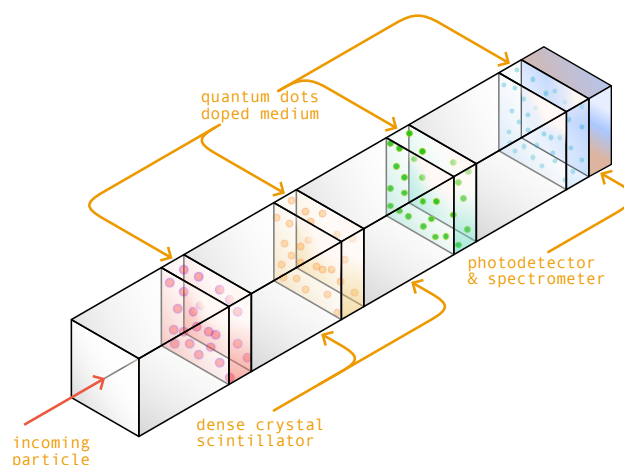 quantum dots
doped medium
photodetector
& spectrometer
dense crystal
scintillator
incoming
particle